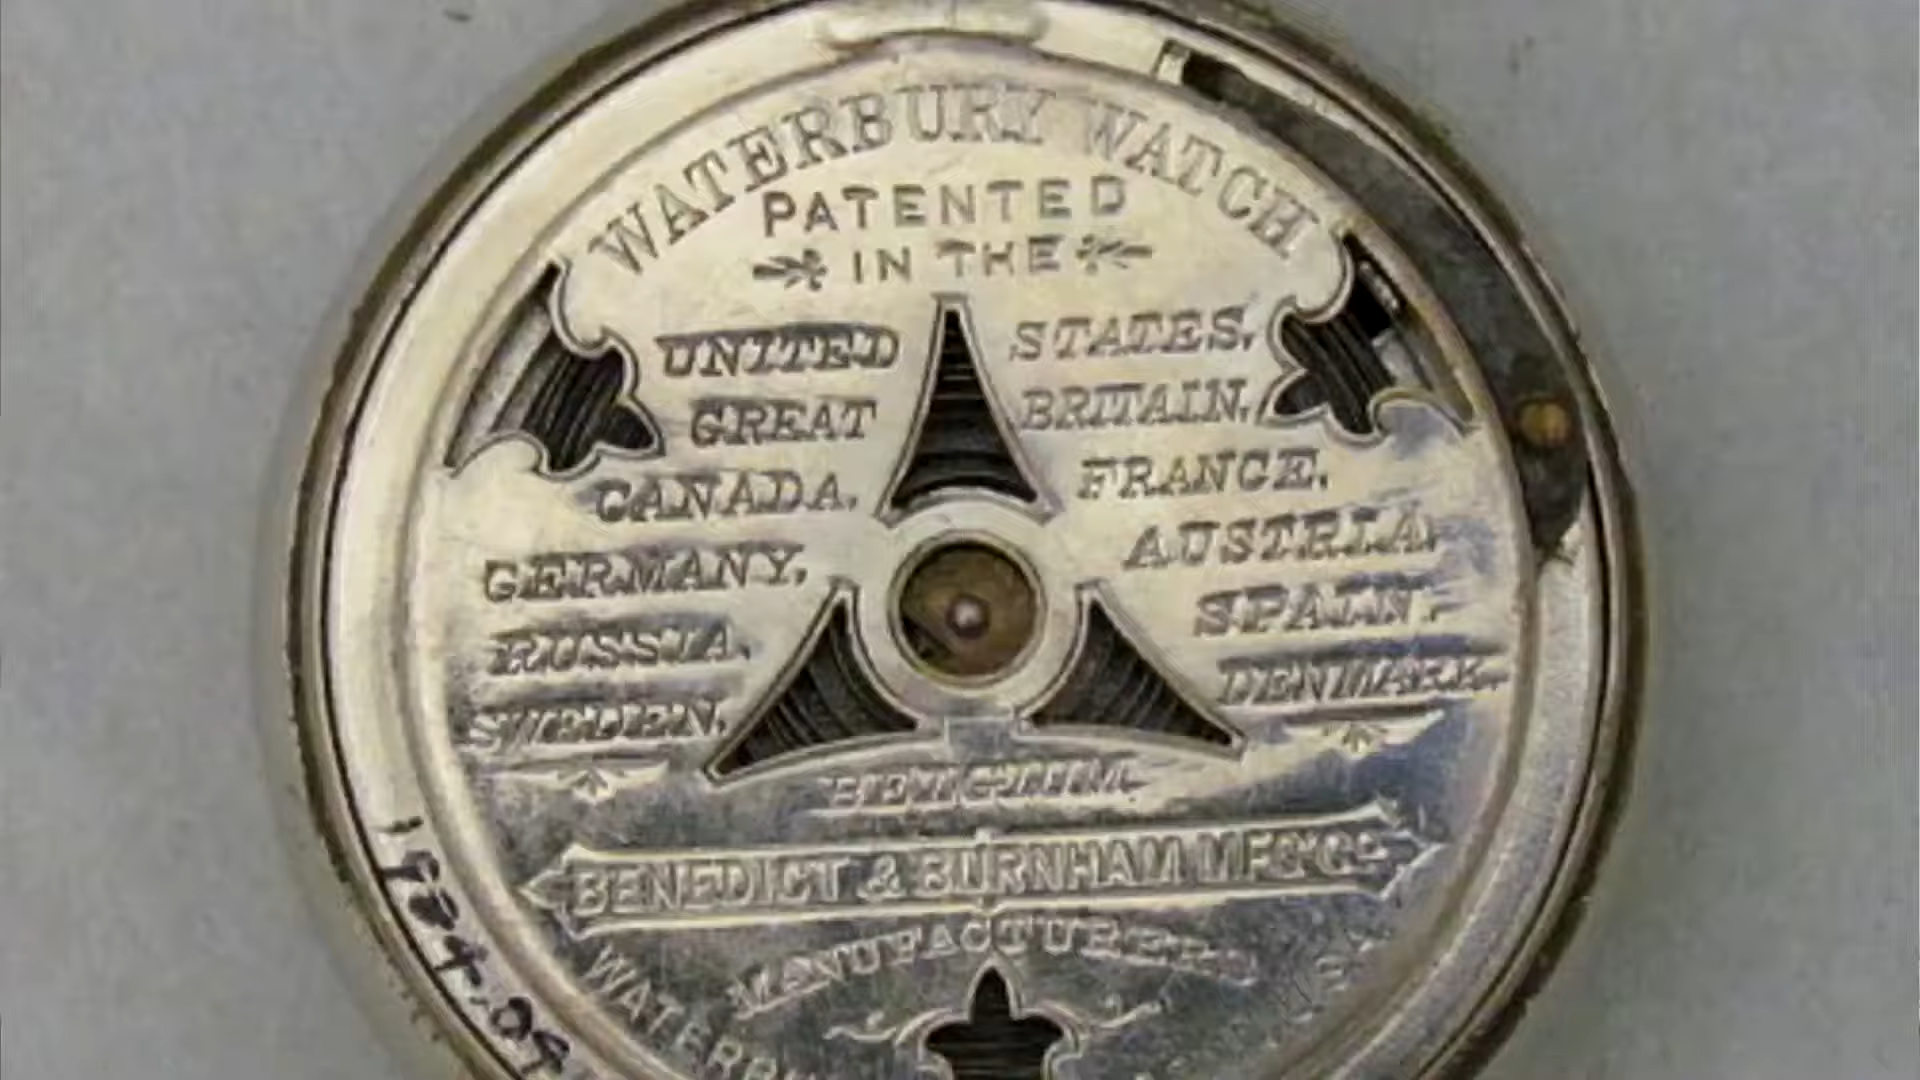 WATERBURY WATCH
PATENTED
IN THE
UNITED STATES.
GREAT BRITAIN.
CANADA. FRANCE.
GERMANY. AUSTRIA.
RUSSIA. SPAIN.
SWEDEN. DENMARK.
BELGIUM.
BENEDICT & BURNHAM MFG Co
MANUFACTURERS